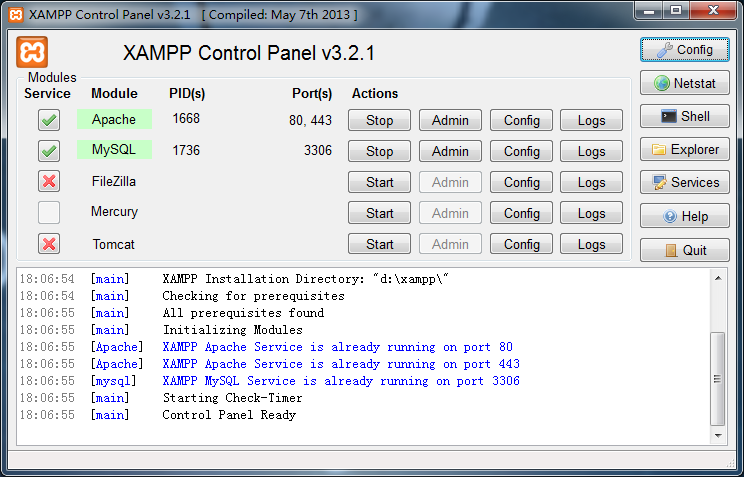 XAMPP Control Panel v3.2.1 [ Compiled: May 7th 2013 ]
XAMPP Control Panel v3.2.1
Config
Modules
Service Module PID(s) Port(s) Actions
Netstat
Apache 1668 80, 443 Stop Admin Config Logs
Shell
MySQL 1736 3306 Stop Admin Config Logs
Explorer
FileZilla Start Admin Config Logs
Services
Mercury Start Admin Config Logs
Help
Tomcat Start Admin Config Logs
Quit
18:06:54 [main] XAMPP Installation Directory: "d:\xampp\"
18:06:54 [main] Checking for prerequisites
18:06:55 [main] All prerequisites found
18:06:55 [main] Initializing Modules
18:06:55 [Apache] XAMPP Apache Service is already running on port 80
18:06:55 [Apache] XAMPP Apache Service is already running on port 443
18:06:55 [mysql] XAMPP MySQL Service is already running on port 3306
18:06:55 [main] Starting Check-Timer
18:06:55 [main] Control Panel Ready